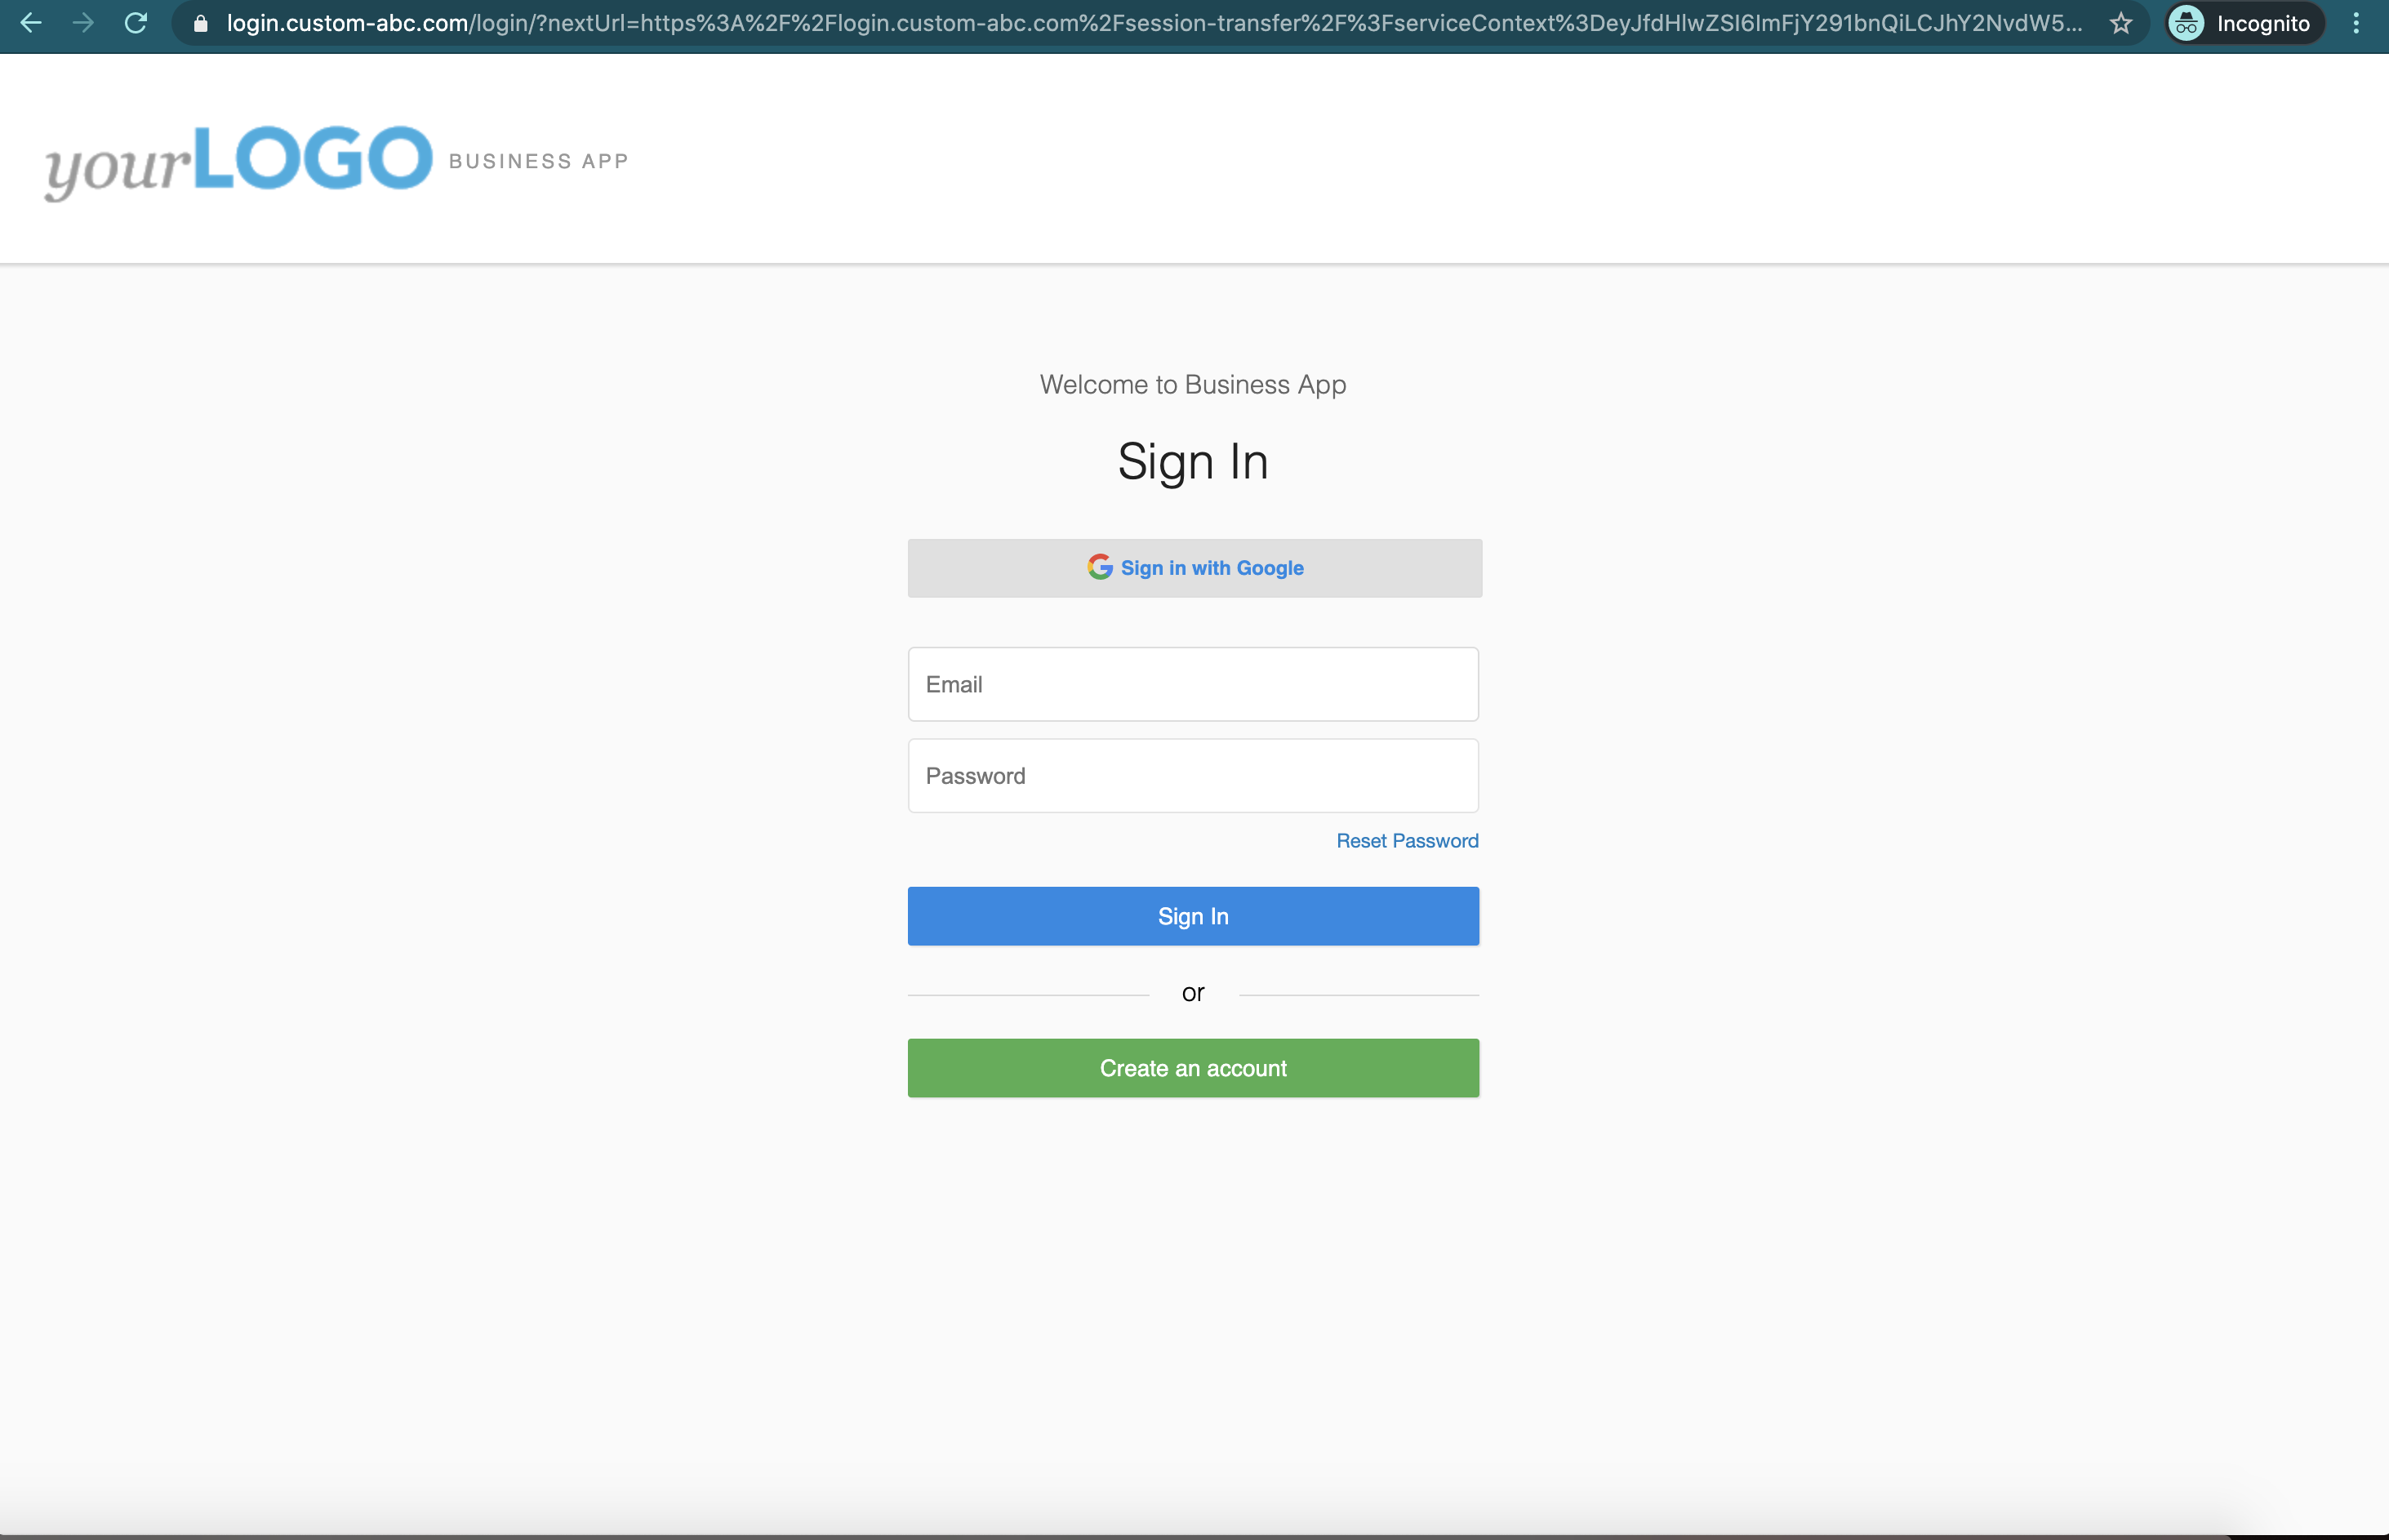 login.custom-abc.com/login/?nextUrl=https%3A%2F%2Flogin.custom-abc.com%2Fsession-transfer%2F%3FserviceContext%3DeyJfdHlwZSI6ImFjY291bnQiLCJhY2NvdW5... Incognito
yourLOGO BUSINESS APP
Welcome to Business App
Sign In
Sign in with Google
Email
Password
Reset Password
Sign In
or
Create an account